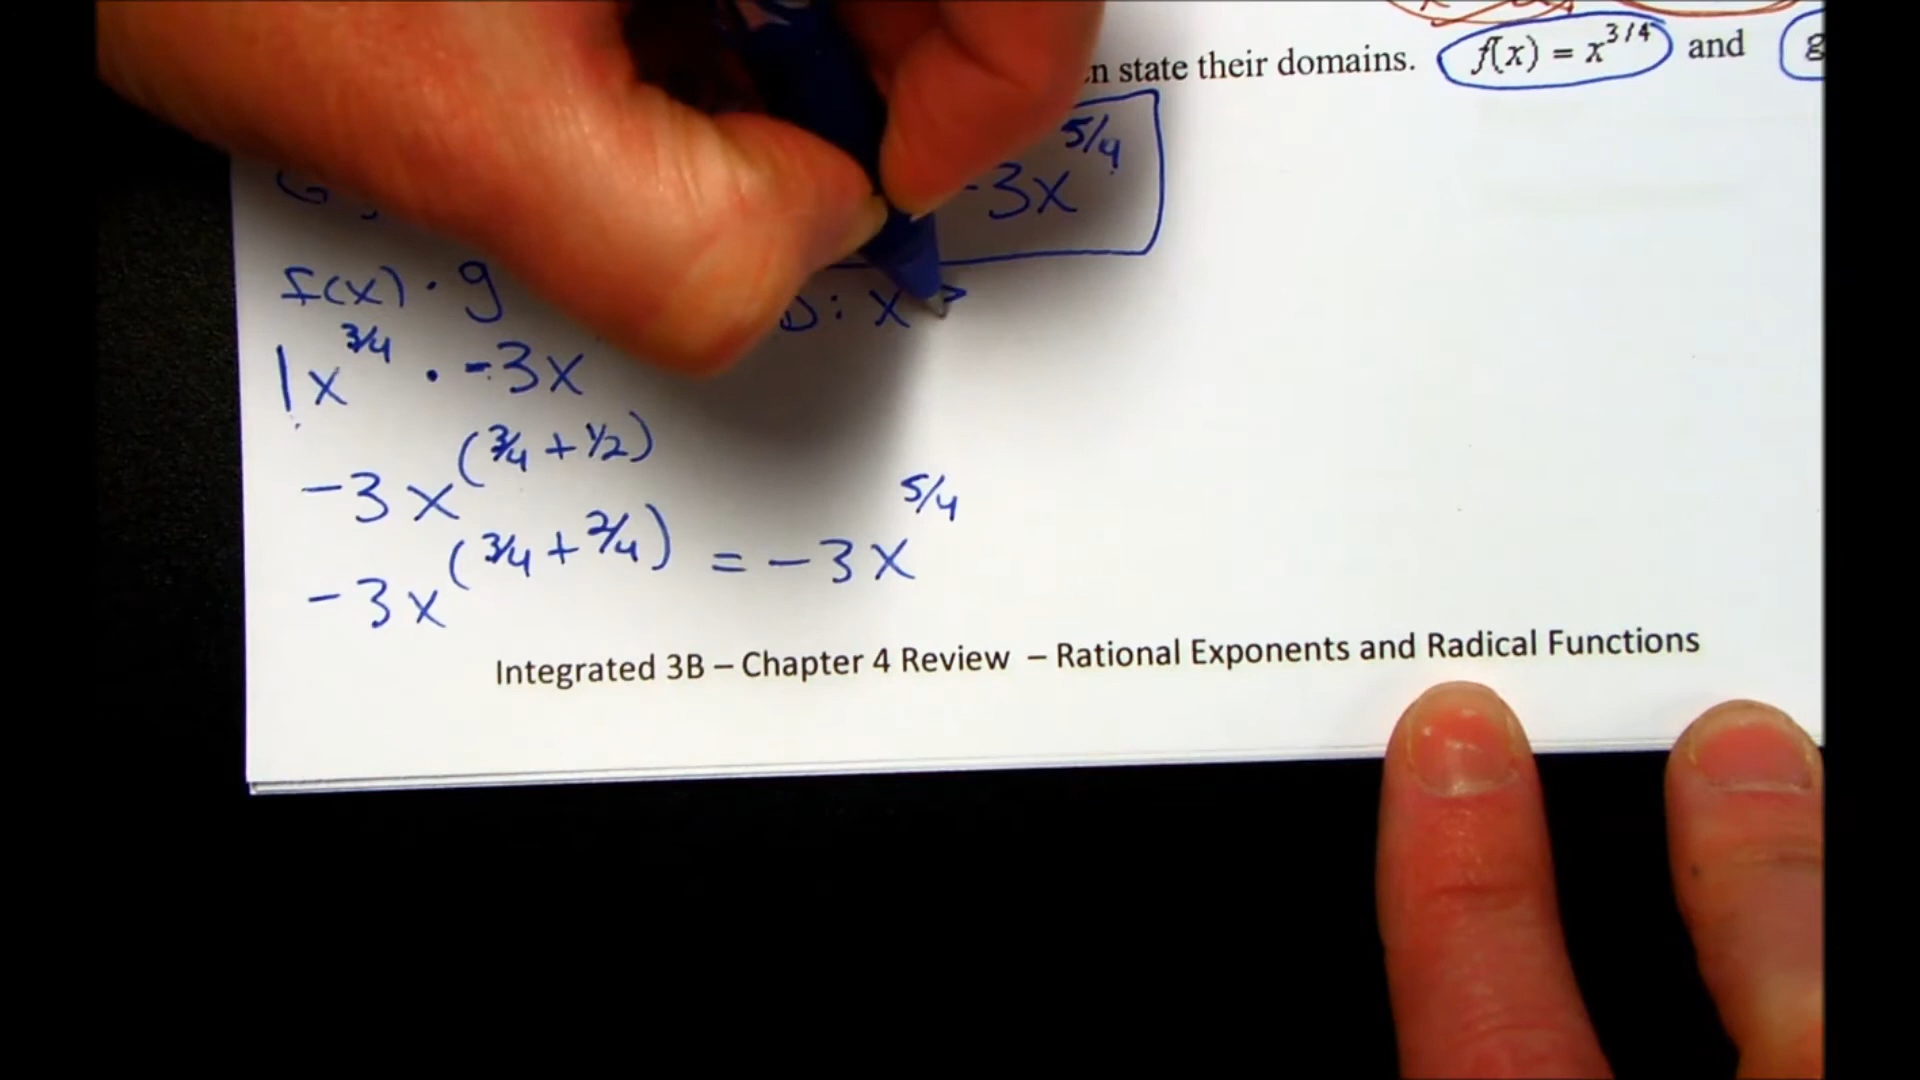 state their domains. f(x) = x^3/4 and g
-3x^5/4
f(x) · g
D: x >
1x^3/4 · -3x
-3x^(3/4 + 1/2)
-3x^(3/4 + 2/4) = -3x^5/4
Integrated 3B – Chapter 4 Review – Rational Exponents and Radical Functions